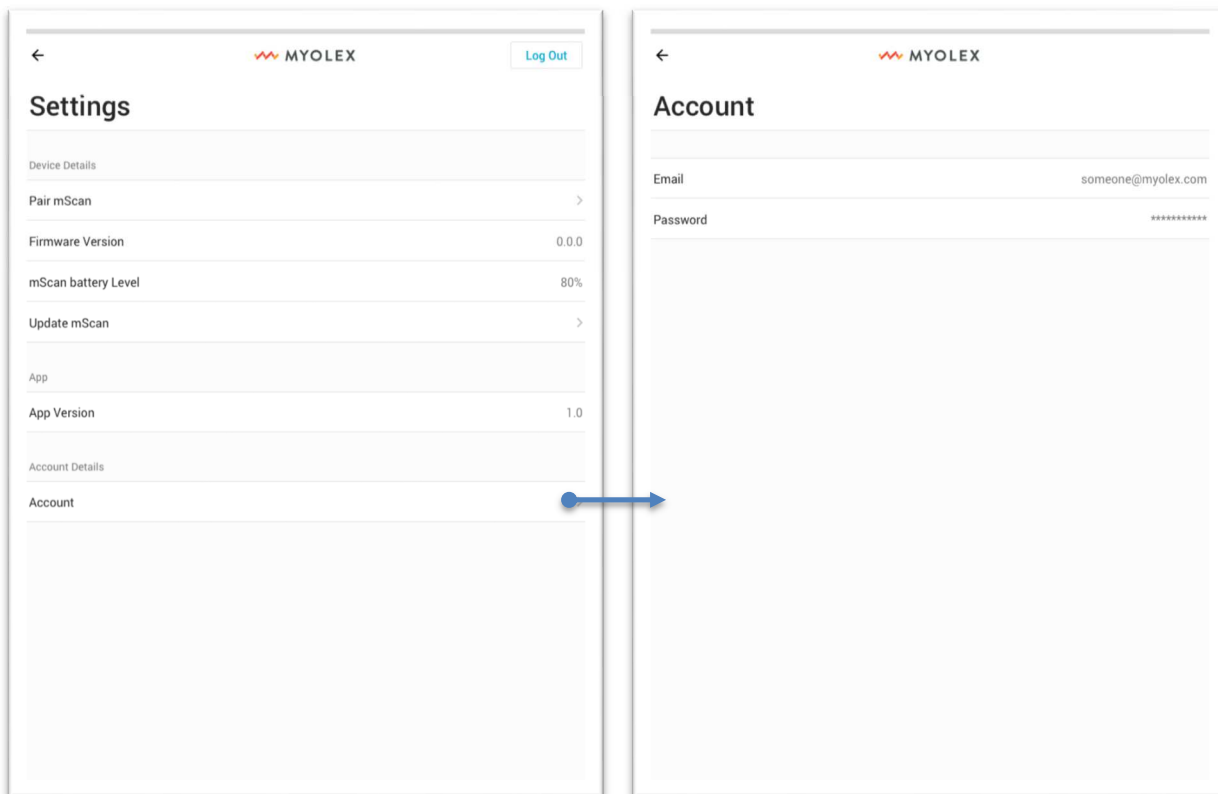 MYOLEX
Log Out
Settings
Device Details
Pair mScan
Firmware Version 0.0.0
mScan battery Level 80%
Update mScan
App
App Version 1.0
Account Details
Account
MYOLEX
Account
Email someone@myolex.com
Password ***********